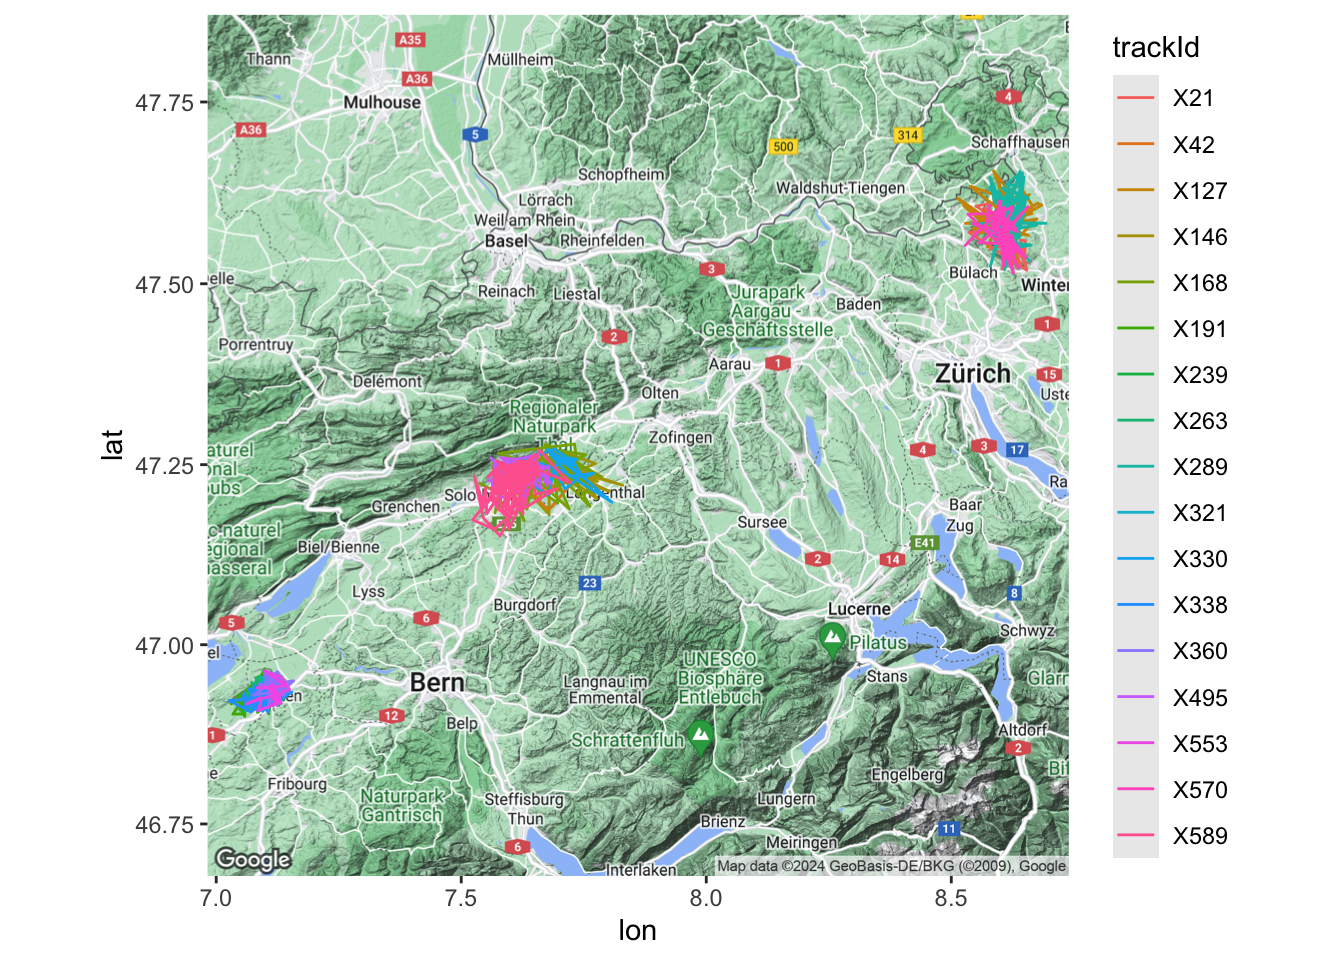 trackId
X21
X42
X127
X146
X168
X191
X239
X263
X289
X321
X330
X338
X360
X495
X553
X570
X589
lat
47.75
47.50
47.25
47.00
46.75
7.0
7.5
8.0
8.5
lon
A35
Thann
Müllheim
A36
Mulhouse
4
A36
5
314
500
Schaffhausen
Schopfheim
Waldshut-Tiengen
Lörrach
Weil am Rhein
Basel
Rheinfelden
3
Bülach
elle
Reinach
Liestal
Jurapark
Aargau -
Geschäftsstelle
Baden
Winter
1
2
Porrentruy
Aarau
1
Zürich
15
Delémont
Olten
Uste
Regionaler
Naturpark
Thal
Zofingen
4
3
17
Ra
aturel
onal
oubs
Solo
Langenthal
Grenchen
Baar
Zug
Sursee
E41
c-naturel
égional
nasseral
Biel/Bienne
2
14
23
8
Lyss
Burgdorf
Lucerne
5
6
Schwyz
Pilatus
el
UNESCO
Biosphäre
Entlebuch
Stans
Glarn
Bern
Langnau im
Emmental
en
12
Belp
Altdorf
1
Schrattenfluh
2
Engelberg
Fribourg
Naturpark
Gantrisch
Steffisburg
Thun
Lungern
Brienz
11
Meiringen
6
Interlaken
Google
Map data ©2024 GeoBasis-DE/BKG (©2009), Google